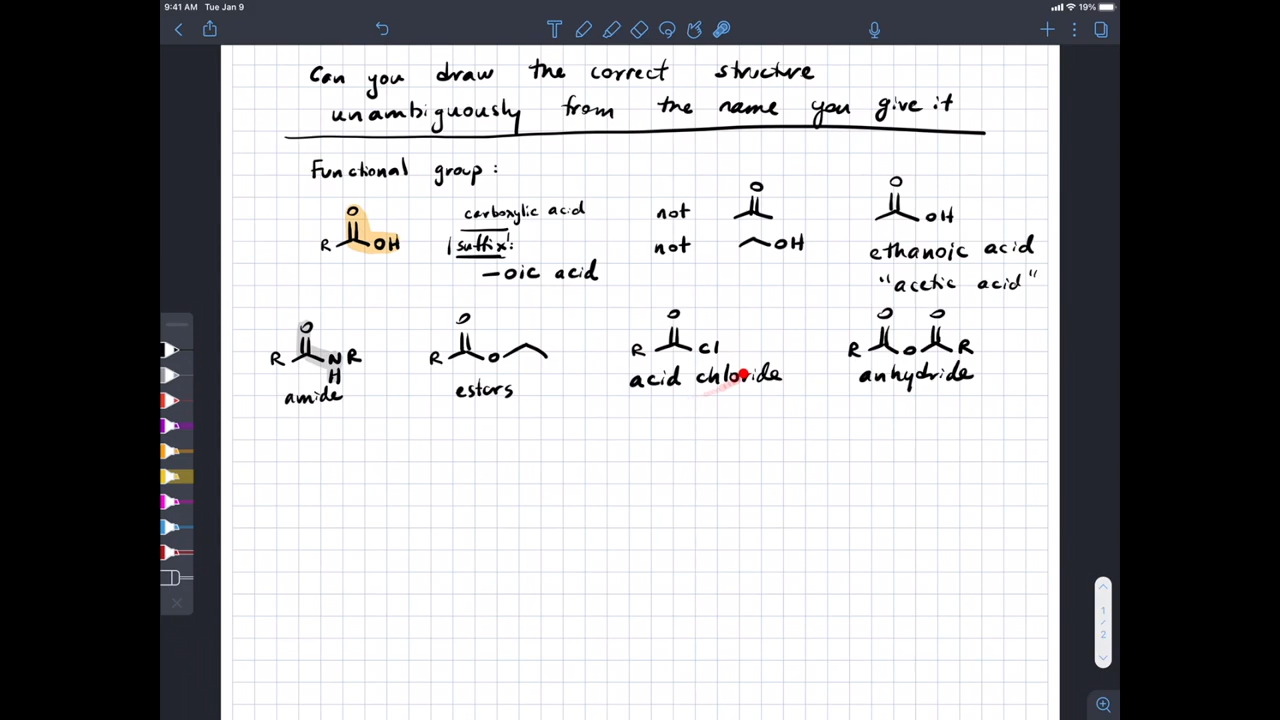 9:41 AM Tue Jan 9
19%
Can you draw the correct structure
unambiguously from the name you give it
Functional group:
O
R OH
carboxylic acid
suffix:
-oic acid
not
O
not
OH
O
OH
ethanoic acid
"acetic acid"
O
R N R
H
amide
O
R O
esters
O
R Cl
acid chloride
O O
R O R
anhydride
1
/
2